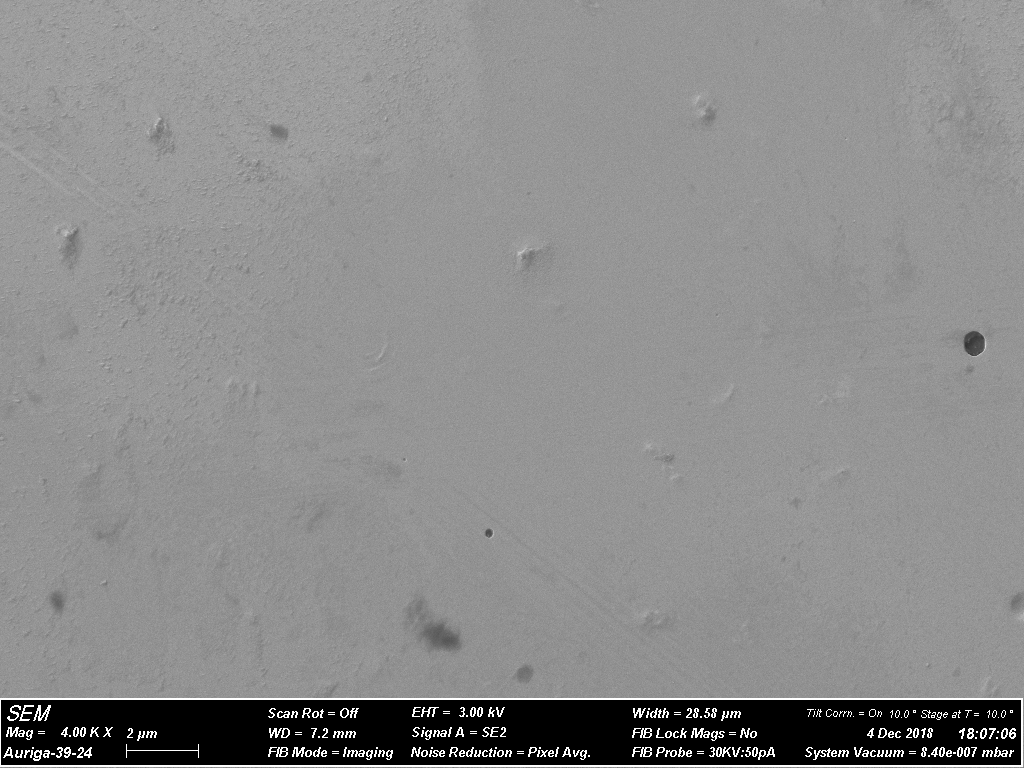 SEM
Mag = 4.00 K X 2 µm
Auriga-39-24
Scan Rot = Off
WD = 7.2 mm
FIB Mode = Imaging
EHT = 3.00 kV
Signal A = SE2
Noise Reduction = Pixel Avg.
Width = 28.58 µm
FIB Lock Mags = No
FIB Probe = 30KV:50pA
Tilt Corrn. = On 10.0° Stage at T = 10.0°
4 Dec 2018 18:07:06
System Vacuum = 8.40e-007 mbar